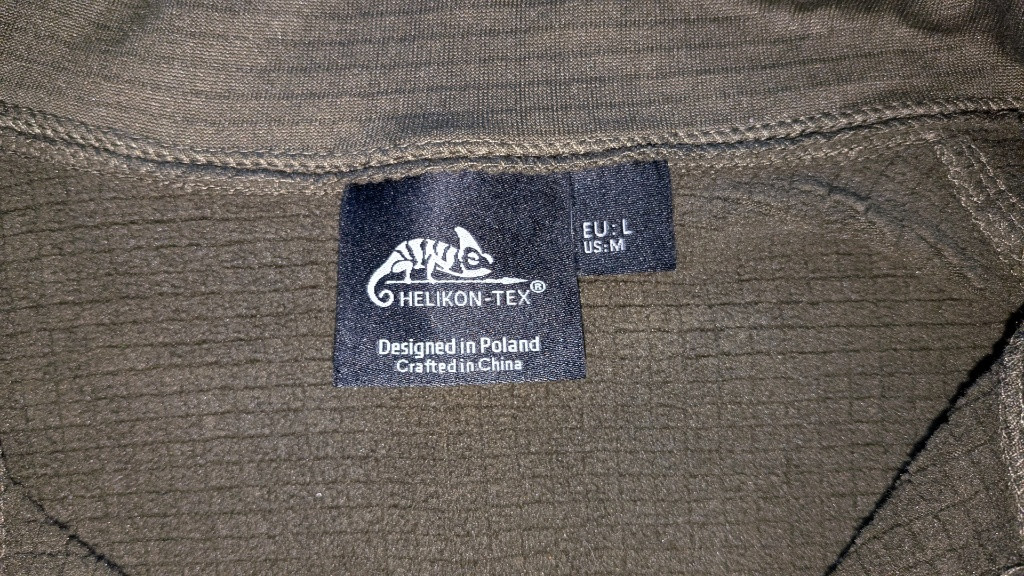 HELIKON-TEX®
Designed in Poland
Crafted in China
EU: L
US: M